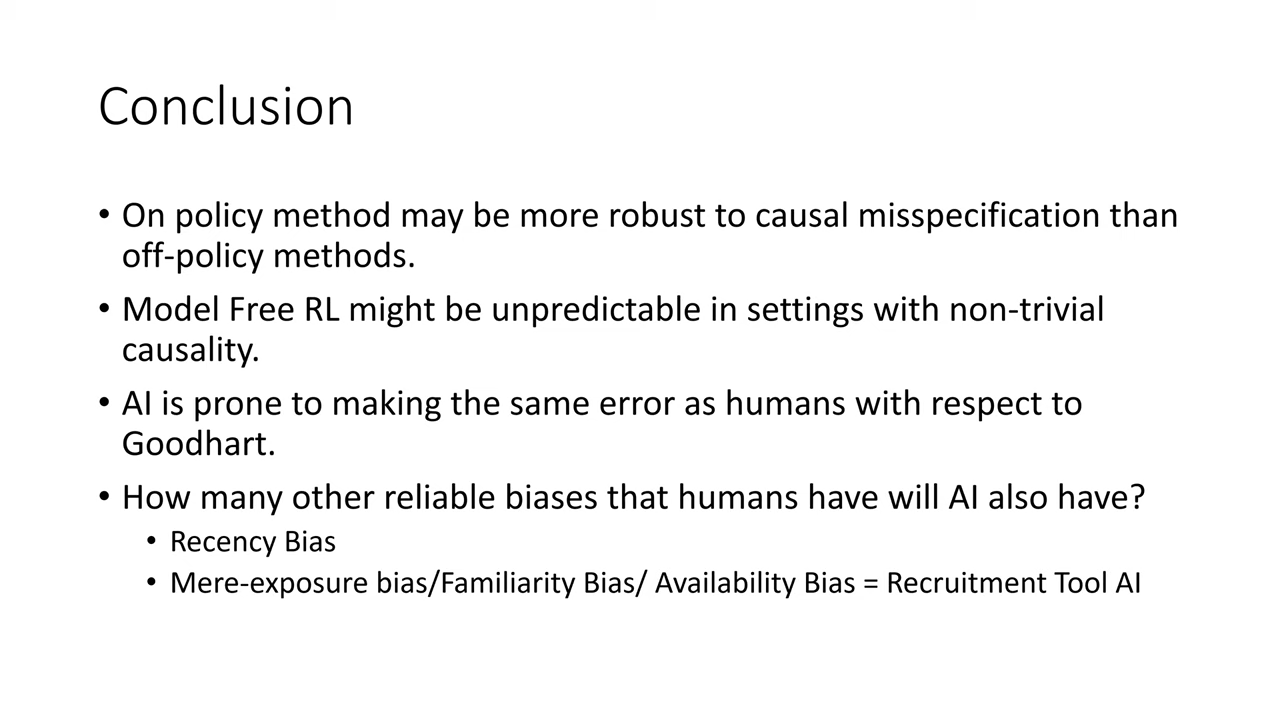 Conclusion
• On policy method may be more robust to causal misspecification than
off-policy methods.
• Model Free RL might be unpredictable in settings with non-trivial
causality.
• AI is prone to making the same error as humans with respect to
Goodhart.
• How many other reliable biases that humans have will AI also have?
• Recency Bias
• Mere-exposure bias/Familiarity Bias/ Availability Bias = Recruitment Tool AI